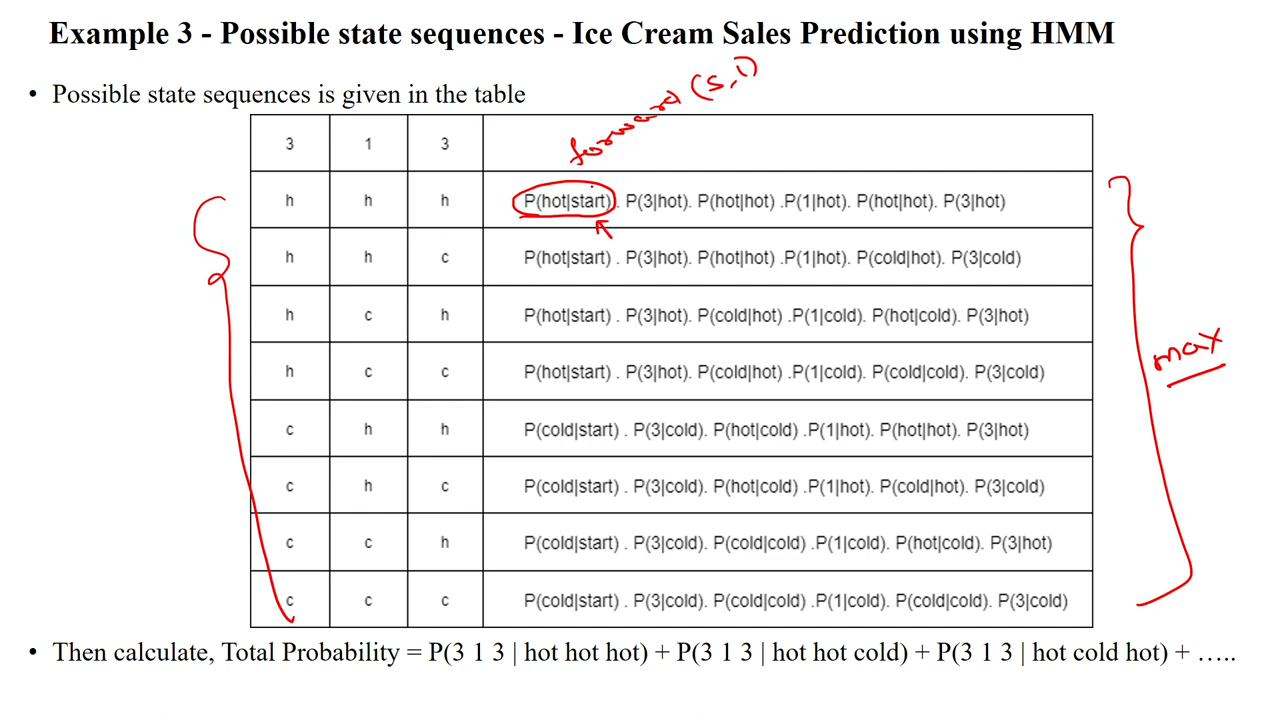 Example 3 - Possible state sequences - Ice Cream Sales Prediction using HMM
• Possible state sequences is given in the table
forward (s,1)
3 1 3
h h h P(hot|start). P(3|hot). P(hot|hot) .P(1|hot). P(hot|hot). P(3|hot)
h h c P(hot|start) . P(3|hot). P(hot|hot) .P(1|hot). P(cold|hot). P(3|cold)
h c h P(hot|start) . P(3|hot). P(cold|hot) .P(1|cold). P(hot|cold). P(3|hot)
h c c P(hot|start) . P(3|hot). P(cold|hot) .P(1|cold). P(cold|cold). P(3|cold)
max
c h h P(cold|start) . P(3|cold). P(hot|cold) .P(1|hot). P(hot|hot). P(3|hot)
c h c P(cold|start) . P(3|cold). P(hot|cold) .P(1|hot). P(cold|hot). P(3|cold)
c c h P(cold|start) . P(3|cold). P(cold|cold) .P(1|cold). P(hot|cold). P(3|hot)
c c c P(cold|start) . P(3|cold). P(cold|cold) .P(1|cold). P(cold|cold). P(3|cold)
• Then calculate, Total Probability = P(3 1 3 | hot hot hot) + P(3 1 3 | hot hot cold) + P(3 1 3 | hot cold hot) + …..